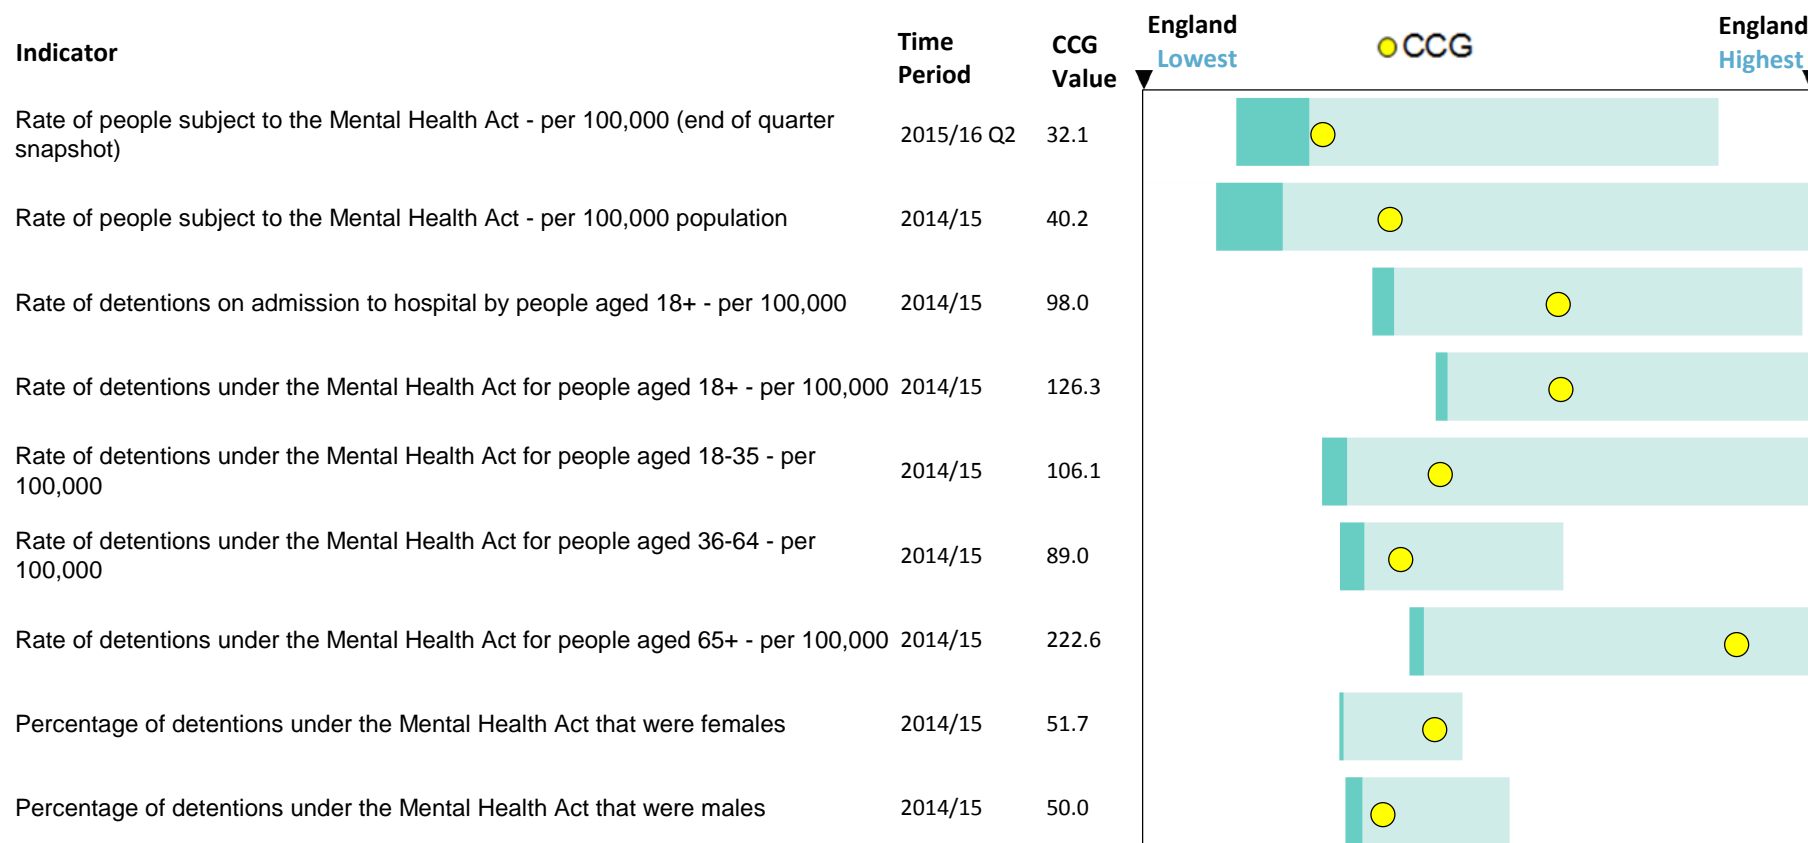 Indicator
Time
Period
CCG
Value
England
Lowest
CCG
England
Highest
Rate of people subject to the Mental Health Act - per 100,000 (end of quarter
snapshot)
2015/16 Q2
32.1
Rate of people subject to the Mental Health Act - per 100,000 population
2014/15
40.2
Rate of detentions on admission to hospital by people aged 18+ - per 100,000
2014/15
98.0
Rate of detentions under the Mental Health Act for people aged 18+ - per 100,000
2014/15
126.3
Rate of detentions under the Mental Health Act for people aged 18-35 - per
100,000
2014/15
106.1
Rate of detentions under the Mental Health Act for people aged 36-64 - per
100,000
2014/15
89.0
Rate of detentions under the Mental Health Act for people aged 65+ - per 100,000
2014/15
222.6
Percentage of detentions under the Mental Health Act that were females
2014/15
51.7
Percentage of detentions under the Mental Health Act that were males
2014/15
50.0